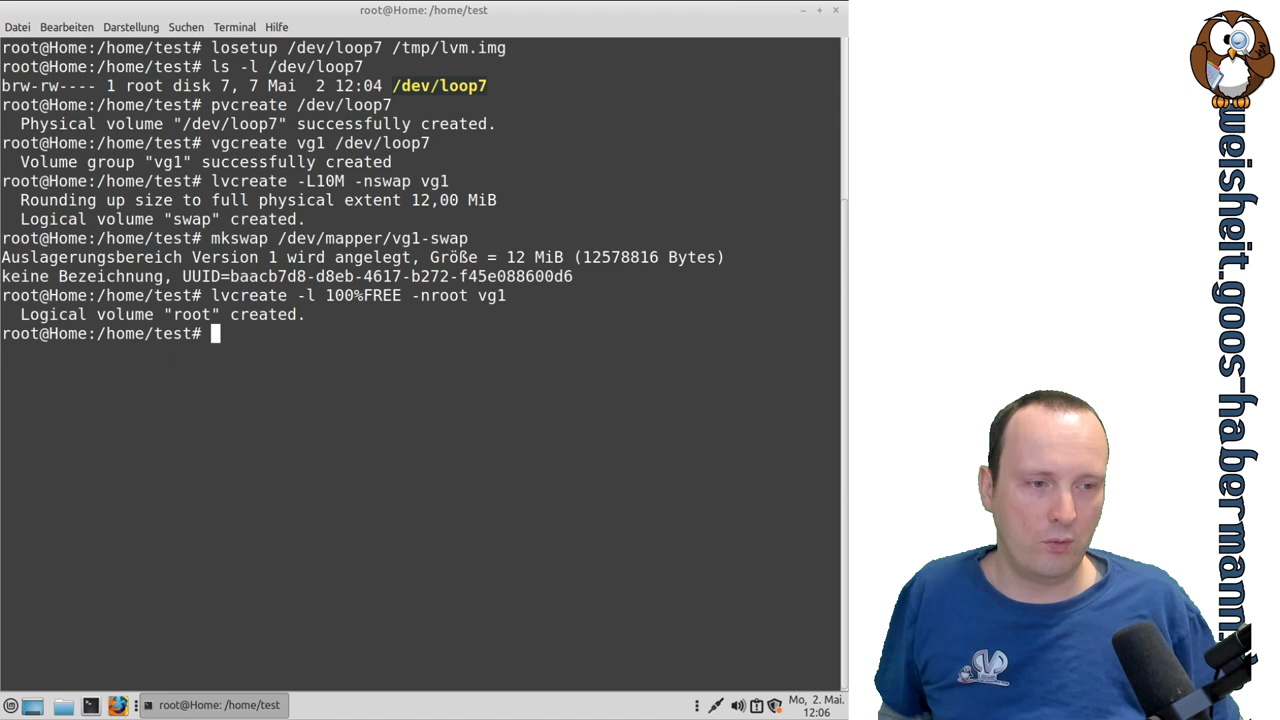 root@Home: /home/test
Datei Bearbeiten Darstellung Suchen Terminal Hilfe
root@Home:/home/test# losetup /dev/loop7 /tmp/lvm.img
root@Home:/home/test# ls -l /dev/loop7
brw-rw---- 1 root disk 7, 7 Mai  2 12:04 /dev/loop7
root@Home:/home/test# pvcreate /dev/loop7
  Physical volume "/dev/loop7" successfully created.
root@Home:/home/test# vgcreate vg1 /dev/loop7
  Volume group "vg1" successfully created
root@Home:/home/test# lvcreate -L10M -nswap vg1
  Rounding up size to full physical extent 12,00 MiB
  Logical volume "swap" created.
root@Home:/home/test# mkswap /dev/mapper/vg1-swap
Auslagerungsbereich Version 1 wird angelegt, Größe = 12 MiB (12578816 Bytes)
keine Bezeichnung, UUID=baacb7d8-d8eb-4617-b272-f45e088600d6
root@Home:/home/test# lvcreate -l 100%FREE -nroot vg1
  Logical volume "root" created.
root@Home:/home/test#
root@Home: /home/test
Mo, 2. Mai.
12:06
weisheit.goos-habermann.